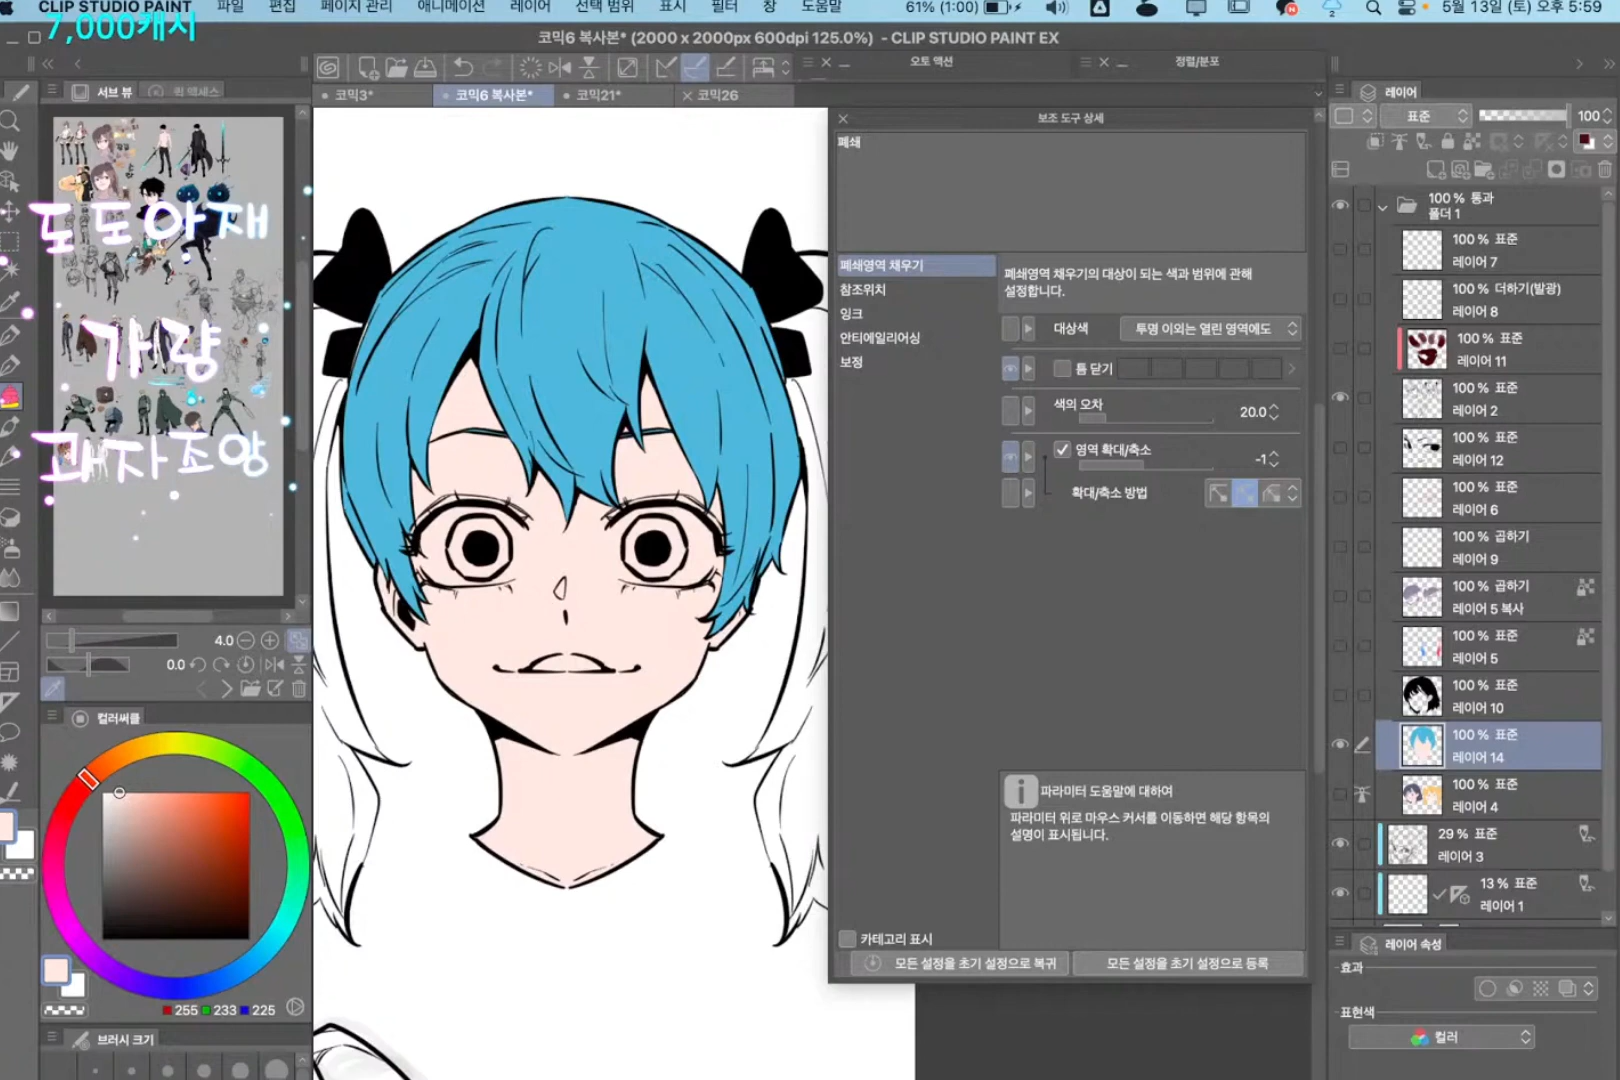 CLIP STUDIO PAINT 파일 편집 페이지 관리 애니메이션 레이어 선택 범위 표시 필터 창 도움말 61% (1:00) 5월 13일 (토) 오후 5:59
7,000캐시
코믹6 복사본* (2000 x 2000px 600dpi 125.0%) - CLIP STUDIO PAINT EX
오토 액션
정렬/분포
서브 뷰
퀵 액세스
코믹3*
코믹6 복사본*
코믹21*
코믹26
레이어
표준 100
도도아재
가량
과자조앙
4.0
0.0
컬러써클
255 233 225
브러시 크기
보조 도구 상세
폐쇄
폐쇄영역 채우기
참조위치
잉크
안티에일리어싱
보정
폐쇄영역 채우기의 대상이 되는 색과 범위에 관해
설정합니다.
대상색 투명 이외는 열린 영역에도
틈 닫기
색의 오차 20.0
영역 확대/축소 -1
확대/축소 방법
파라미터 도움말에 대하여
파라미터 위로 마우스 커서를 이동하면 해당 항목의
설명이 표시됩니다.
카테고리 표시
모든 설정을 초기 설정으로 복귀
모든 설정을 초기 설정으로 등록
100 % 통과
폴더 1
100 % 표준
레이어 7
100 % 더하기(발광)
레이어 8
100 % 표준
레이어 11
100 % 표준
레이어 2
100 % 표준
레이어 12
100 % 표준
레이어 6
100 % 곱하기
레이어 9
100 % 곱하기
레이어 5 복사
100 % 표준
레이어 5
100 % 표준
레이어 10
100 % 표준
레이어 14
100 % 표준
레이어 4
29 % 표준
레이어 3
13 % 표준
레이어 1
레이어 속성
효과
표현색
컬러